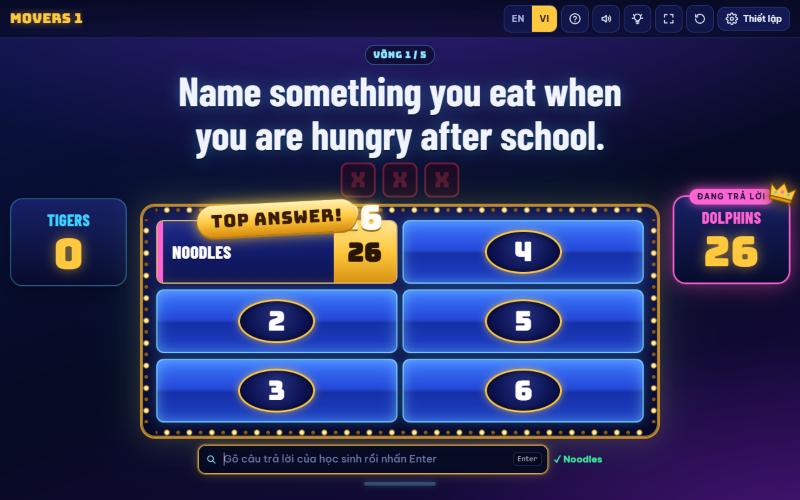 MOVERS 1
EN
VI
Thiết lập
VÒNG 1 / 5
Name something you eat when
you are hungry after school.
X X X
TIGERS
0
ĐANG TRẢ LỜI
DOLPHINS
26
TOP ANSWER!
NOODLES
26
4
2
5
3
6
Gõ câu trả lời của học sinh rồi nhấn Enter
Enter
✓ Noodles